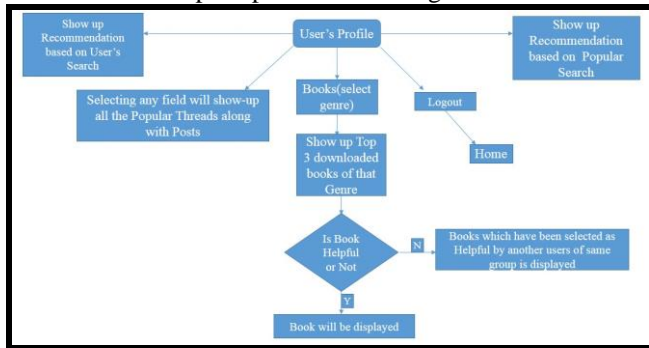 Show up
Recommendation
based on User's
Search
User's Profile
Show up
Recommendation
based on Popular
Search
Selecting any field will show-up
all the Popular Threads along
with Posts
Books(select
genre)
Logout
Home
Show up Top
3 downloaded
books of that
Genre
Is Book
Helpful
or Not
N
Books which have been selected as
Helpful by another users of same
group is displayed
Y
Book will be displayed